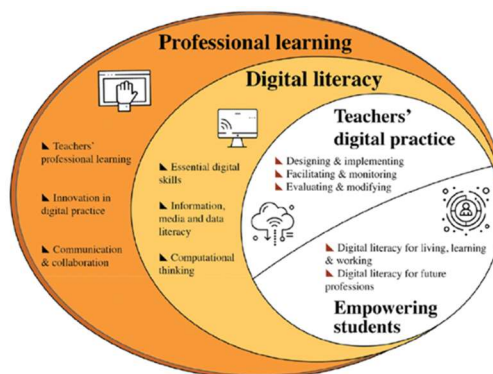 Professional learning
Digital literacy
Teachers'
digital practice
◣ Designing & implementing
◣ Facilitating & monitoring
◣ Evaluating & modifying
◣ Teachers'
professional learning
◣ Innovation in
digital practice
◣ Communication
& collaboration
◣ Essential digital
skills
◣ Information,
media and data
literacy
◣ Computational
thinking
◣ Digital literacy for living, learning
& working
◣ Digital literacy for future
professions
Empowering
students